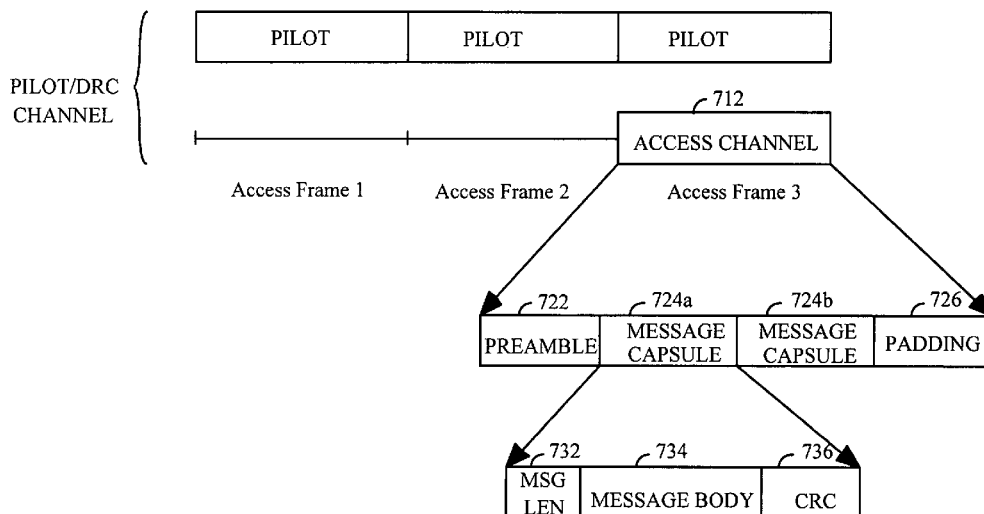 PILOT PILOT PILOT
PILOT/DRC
CHANNEL
712
ACCESS CHANNEL
Access Frame 1 Access Frame 2 Access Frame 3
722 724a 724b 726
PREAMBLE
MESSAGE
CAPSULE
MESSAGE
CAPSULE
PADDING
732 734 736
MSG
LEN
MESSAGE BODY
CRC